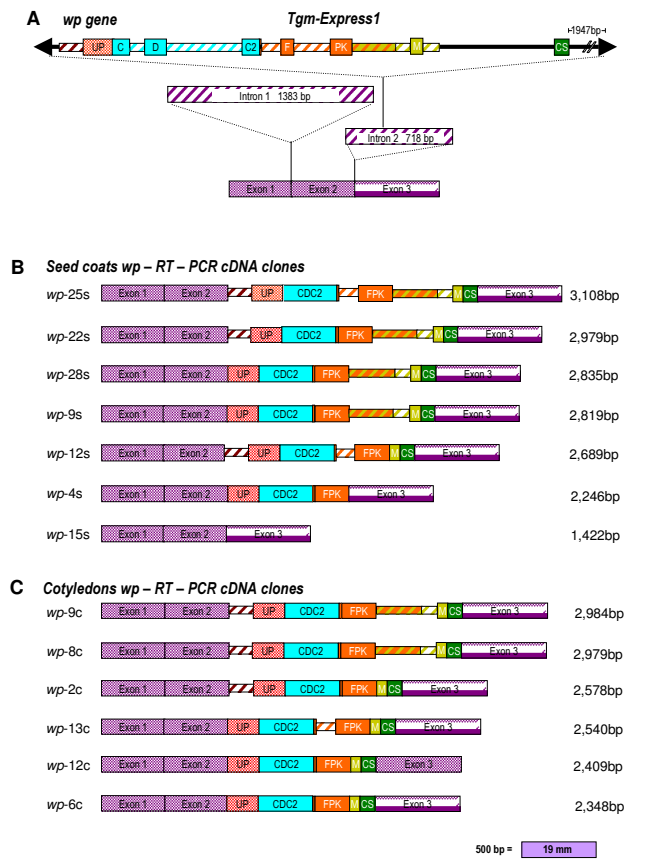 A wp gene Tgm-Express1
1947bp
UP C D C2 F PK M CS
Intron 1 1383 bp
Intron 2 718 bp
Exon 1 Exon 2 Exon 3
B Seed coats wp – RT – PCR cDNA clones
wp-25s Exon 1 Exon 2 UP CDC2 FPK M CS Exon 3 3,108bp
wp-22s Exon 1 Exon 2 UP CDC2 FPK M CS Exon 3 2,979bp
wp-28s Exon 1 Exon 2 UP CDC2 FPK M CS Exon 3 2,835bp
wp-9s Exon 1 Exon 2 UP CDC2 FPK M CS Exon 3 2,819bp
wp-12s Exon 1 Exon 2 UP CDC2 FPK M CS Exon 3 2,689bp
wp-4s Exon 1 Exon 2 UP CDC2 FPK Exon 3 2,246bp
wp-15s Exon 1 Exon 2 Exon 3 1,422bp
C Cotyledons wp – RT – PCR cDNA clones
wp-9c Exon 1 Exon 2 UP CDC2 FPK M CS Exon 3 2,984bp
wp-8c Exon 1 Exon 2 UP CDC2 FPK M CS Exon 3 2,979bp
wp-2c Exon 1 Exon 2 UP CDC2 FPK M CS Exon 3 2,578bp
wp-13c Exon 1 Exon 2 UP CDC2 FPK M CS Exon 3 2,540bp
wp-12c Exon 1 Exon 2 UP CDC2 FPK M CS Exon 3 2,409bp
wp-6c Exon 1 Exon 2 UP CDC2 FPK M CS Exon 3 2,348bp
500 bp = 19 mm